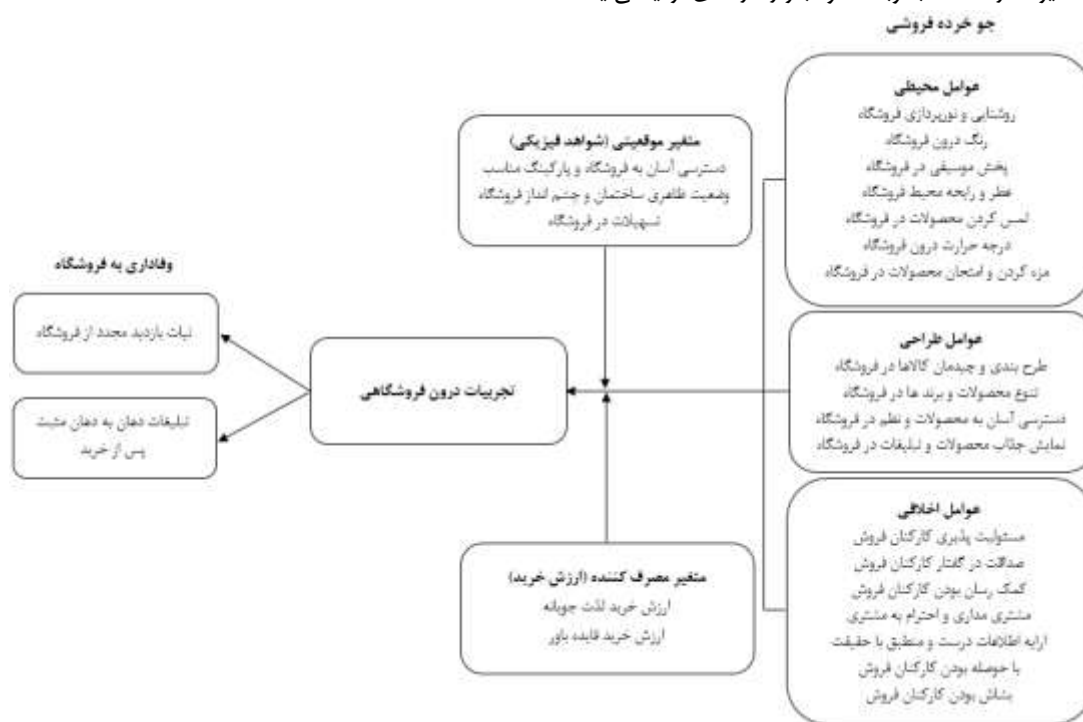 جو خرده فروشی
عوامل محیطی
روشنایی و نورپردازی فروشگاه
رنگ درون فروشگاه
پخش موسیقی در فروشگاه
عطر و رایحه محیط فروشگاه
لمس کردن محصولات در فروشگاه
درجه حرارت درون فروشگاه
مزه کردن و امتحان محصولات در فروشگاه
عوامل طراحی
طرح بندی و چیدمان کالاها در فروشگاه
تنوع محصولات و برند ها در فروشگاه
دسترسی آسان به محصولات و نظم در فروشگاه
نمایش جذاب محصولات و تبلیغات در فروشگاه
عوامل اخلاقی
مسئولیت پذیری کارکنان فروش
صداقت در گفتار کارکنان فروش
کمک رسان بودن کارکنان فروش
مشتری مداری و احترام به مشتری
ارایه اطلاعات درست و منطبق با حقیقت
با حوصله بودن کارکنان فروش
بشاش بودن کارکنان فروش
متغیر موقعیتی (شواهد فیزیکی)
دسترسی آسان به فروشگاه و پارکینگ مناسب
وضعیت ظاهری ساختمان و چشم انداز فروشگاه
تسهیلات در فروشگاه
تجربیات درون فروشگاهی
متغیر مصرف کننده (ارزش خرید)
ارزش خرید لذت جویانه
ارزش خرید فایده باور
وفاداری به فروشگاه
نیات بازدید مجدد از فروشگاه
تبلیغات دهان به دهان مثبت
پس از خرید